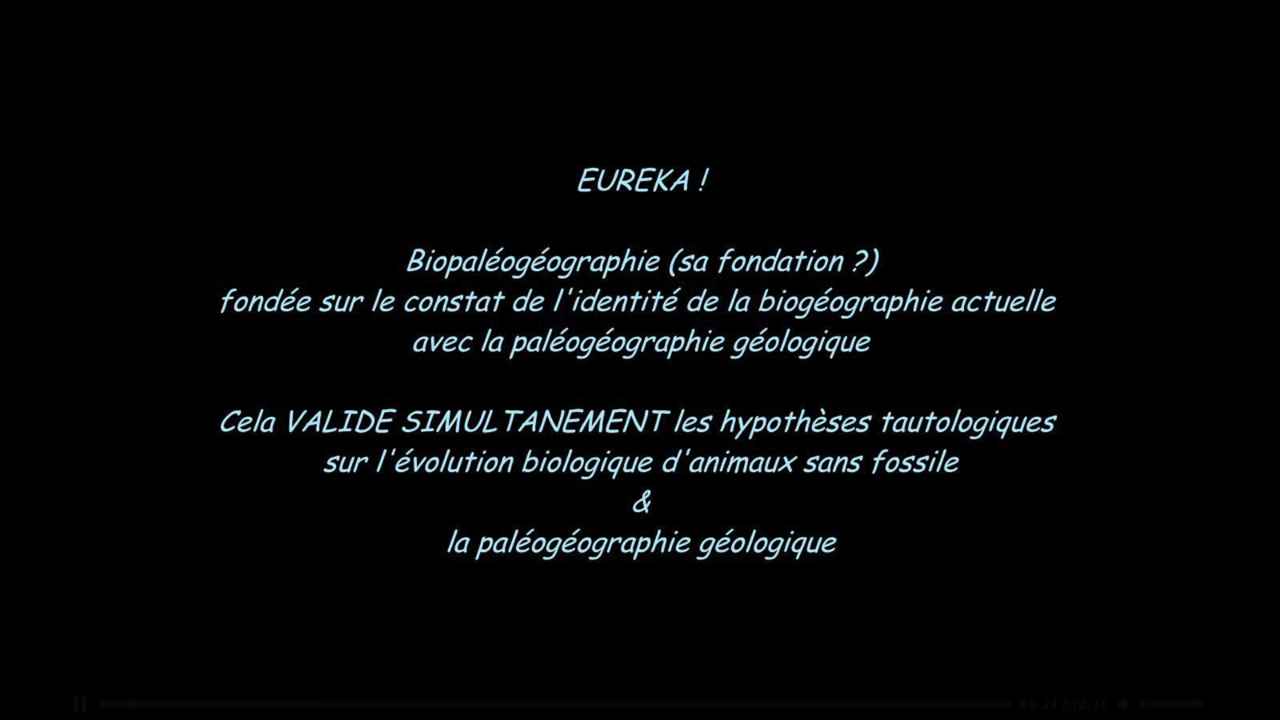 EUREKA !
Biopaléogéographie (sa fondation ?)
fondée sur le constat de l'identité de la biogéographie actuelle
avec la paléogéographie géologique
Cela VALIDE SIMULTANEMENT les hypothèses tautologiques
sur l'évolution biologique d'animaux sans fossile
&
la paléogéographie géologique